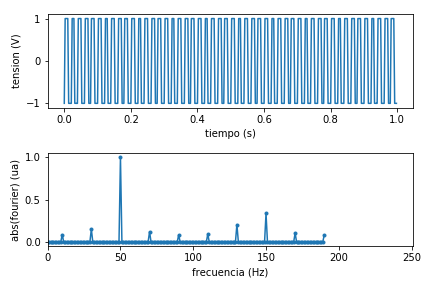 tension (V)
1
0
−1
0.0 0.2 0.4 0.6 0.8 1.0
tiempo (s)
abs(fourier) (ua)
1.0
0.5
0.0
0 50 100 150 200 250
frecuencia (Hz)